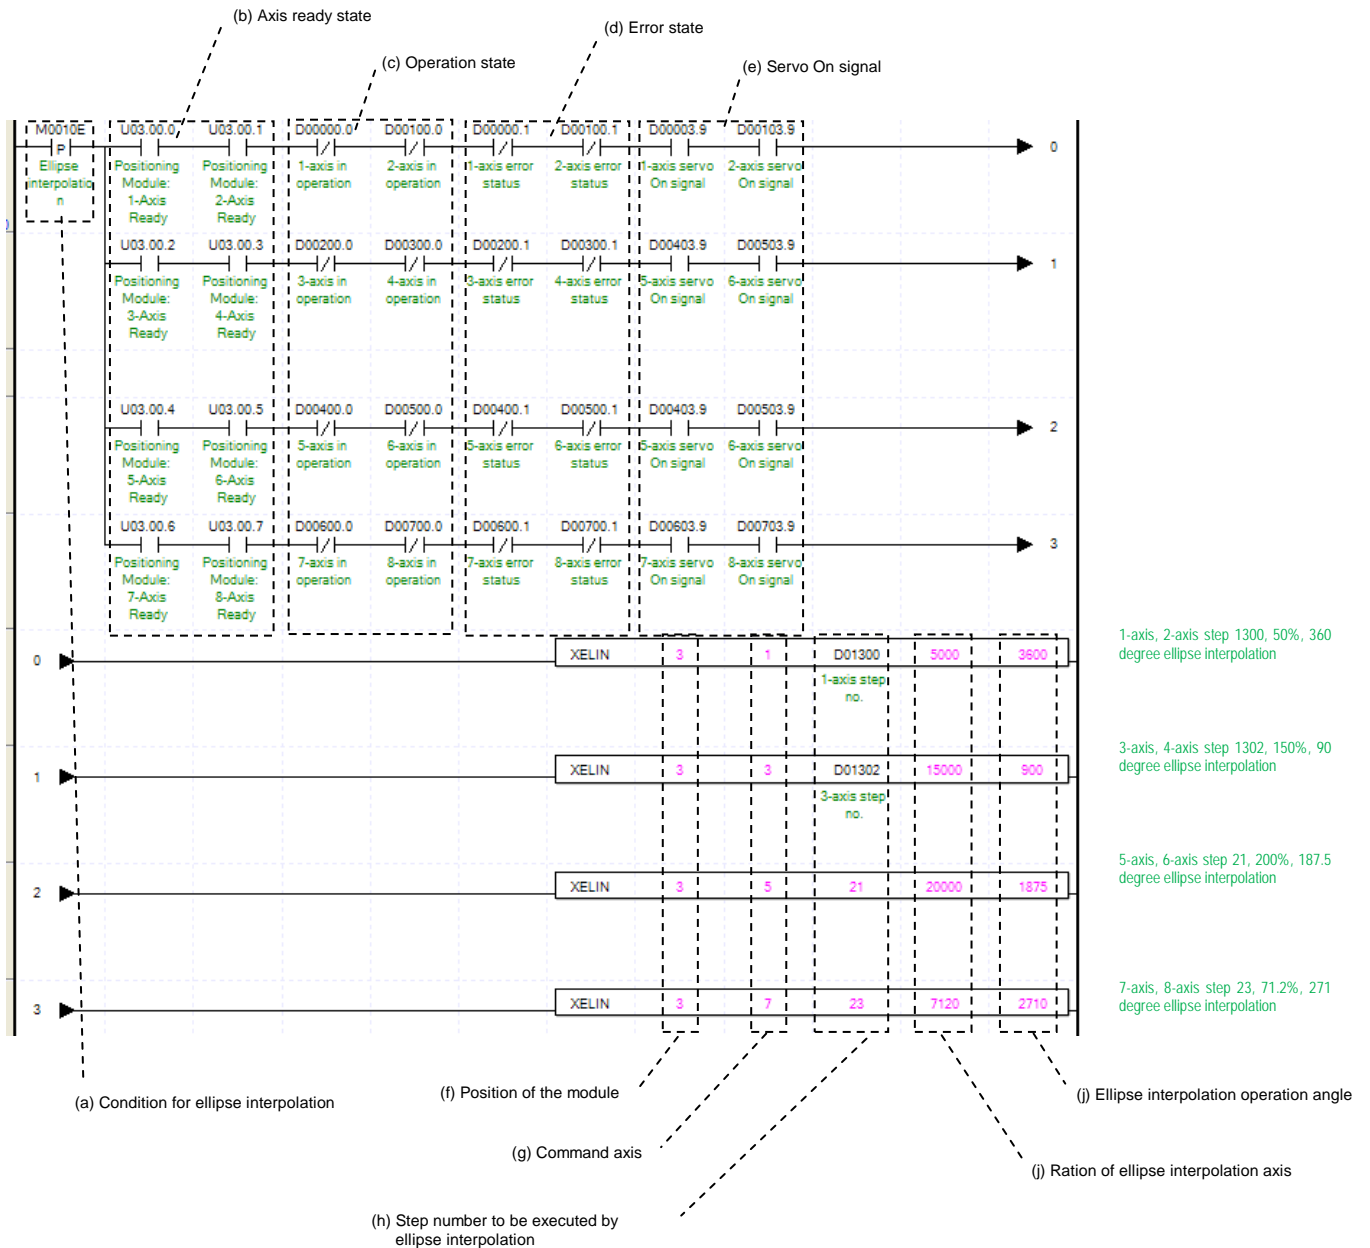 (b) Axis ready state
(d) Error state
(c) Operation state
(e) Servo On signal
M0010E U03.00.0 U03.00.1 D00000.0 D00100.0 D00000.1 D00100.1 D00003.9 D00103.9
P
0
Ellipse Positioning Positioning 1-axis in 2-axis in 1-axis error 2-axis error 1-axis servo 2-axis servo
interpolatio Module: Module: operation operation status status On signal On signal
n 1-Axis 2-Axis
Ready Ready
U03.00.2 U03.00.3 D00200.0 D00300.0 D00200.1 D00300.1 D00403.9 D00503.9
1
Positioning Positioning 3-axis in 4-axis in 3-axis error 4-axis error 5-axis servo 6-axis servo
Module: Module: operation operation status status On signal On signal
3-Axis 4-Axis
Ready Ready
U03.00.4 U03.00.5 D00400.0 D00500.0 D00400.1 D00500.1 D00403.9 D00503.9
2
Positioning Positioning 5-axis in 6-axis in 5-axis error 6-axis error 5-axis servo 6-axis servo
Module: Module: operation operation status status On signal On signal
5-Axis 6-Axis
Ready Ready
U03.00.6 U03.00.7 D00600.0 D00700.0 D00600.1 D00700.1 D00603.9 D00703.9
3
Positioning Positioning 7-axis in 8-axis in 7-axis error 8-axis error 7-axis servo 8-axis servo
Module: Module: operation operation status status On signal On signal
7-Axis 8-Axis
Ready Ready
0 XELIN 3 1 D01300 5000 3600
1-axis step
no.
1-axis, 2-axis step 1300, 50%, 360
degree ellipse interpolation
1 XELIN 3 3 D01302 15000 900
3-axis step
no.
3-axis, 4-axis step 1302, 150%, 90
degree ellipse interpolation
2 XELIN 3 5 21 20000 1875
5-axis, 6-axis step 21, 200%, 187.5
degree ellipse interpolation
3 XELIN 3 7 23 7120 2710
7-axis, 8-axis step 23, 71.2%, 271
degree ellipse interpolation
(a) Condition for ellipse interpolation
(f) Position of the module
(j) Ellipse interpolation operation angle
(g) Command axis
(j) Ration of ellipse interpolation axis
(h) Step number to be executed by
ellipse interpolation